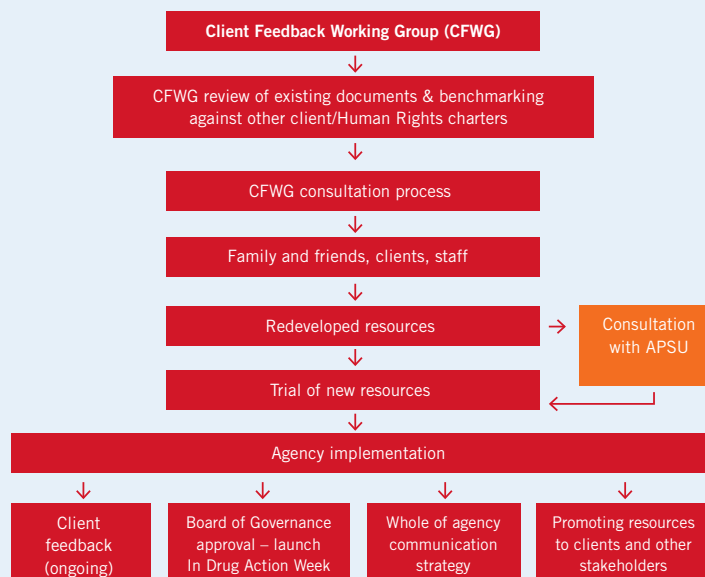 Client Feedback Working Group (CFWG)
CFWG review of existing documents & benchmarking
against other client/Human Rights charters
CFWG consultation process
Family and friends, clients, staff
Redeveloped resources
Consultation
with APSU
Trial of new resources
Agency implementation
Client
feedback
(ongoing)
Board of Governance
approval – launch
In Drug Action Week
Whole of agency
communication
strategy
Promoting resources
to clients and other
stakeholders